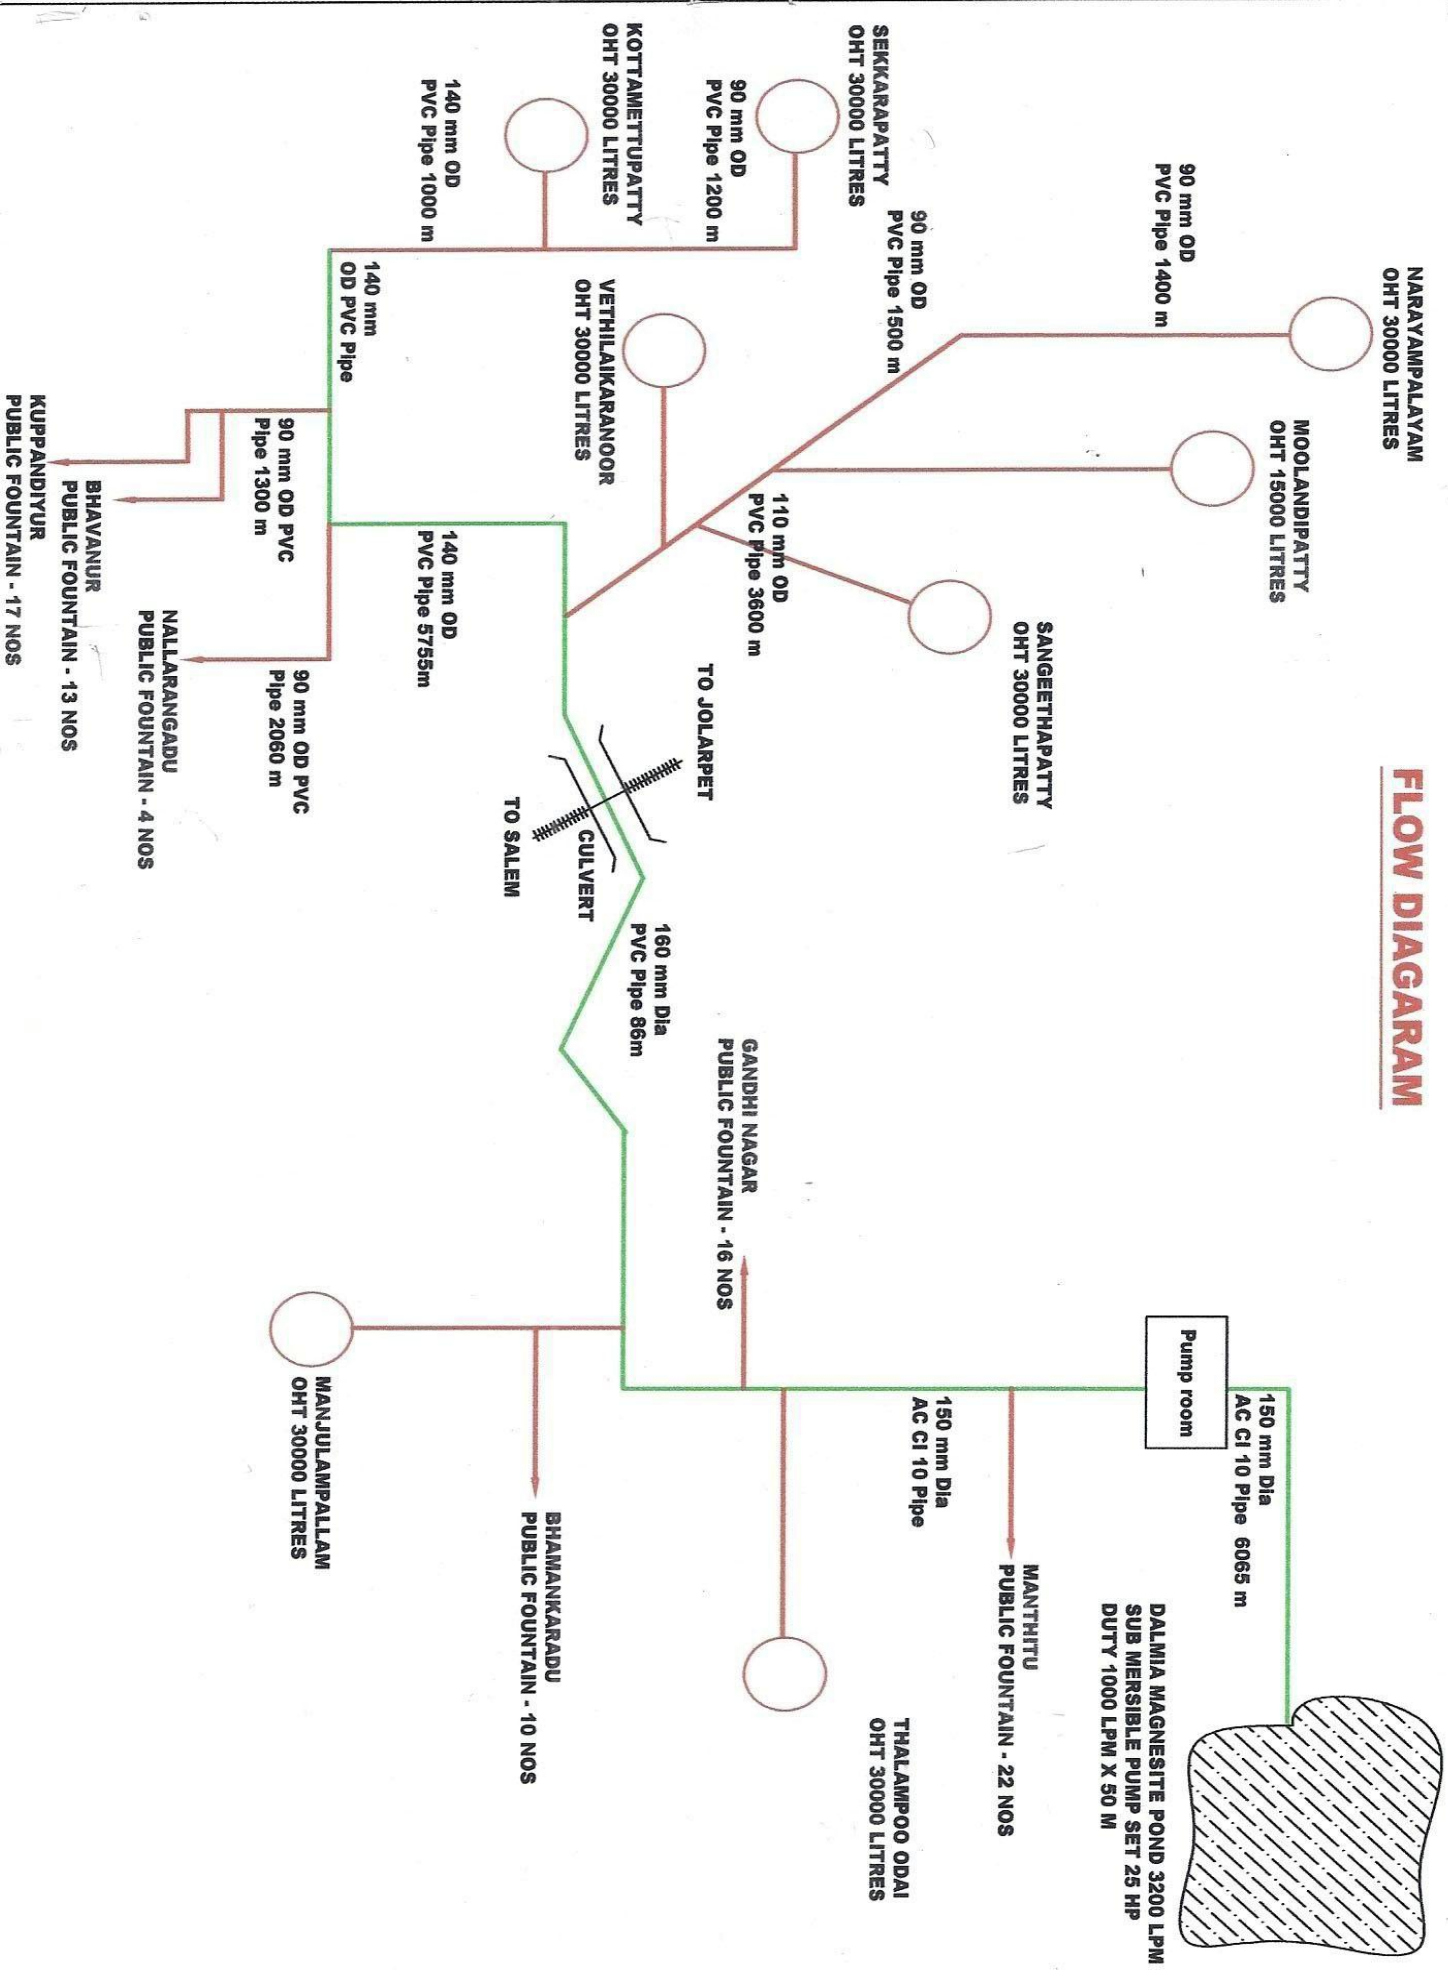 FLOW DIAGARAM
NARAYAMPALAYAM
OHT 30000 LITRES
90 mm OD
PVC Pipe 1400 m
MOOLANDIPATTY
OHT 15000 LITRES
SANGEETHAPATTY
OHT 30000 LITRES
90 mm OD
PVC Pipe 1500 m
110 mm OD
PVC Pipe 3600 m
SEKKARAPATTY
OHT 30000 LITRES
90 mm OD
PVC Pipe 1200 m
KOTTAMETTUPATTY
OHT 30000 LITRES
VETHILAIKARANOOR
OHT 30000 LITRES
140 mm OD
PVC Pipe 1000 m
140 mm
OD PVC Pipe
140 mm OD
PVC Pipe 5755m
90 mm OD PVC
Pipe 1300 m
90 mm OD PVC
Pipe 2060 m
NALLARANGADU
PUBLIC FOUNTAIN - 4 NOS
BHAVANUR
PUBLIC FOUNTAIN - 13 NOS
KUPPANDIYUR
PUBLIC FOUNTAIN - 17 NOS
TO JOLARPET
CULVERT
TO SALEM
160 mm Dia
PVC Pipe 86m
GANDHI NAGAR
PUBLIC FOUNTAIN - 16 NOS
Pump room
150 mm Dia
AC CI 10 Pipe 6065 m
150 mm Dia
AC CI 10 Pipe
DALMIA MAGNESITE POND 3200 LPM
SUB MERSIBLE PUMP SET 25 HP
DUTY 1000 LPM X 50 M
MANTHITU
PUBLIC FOUNTAIN - 22 NOS
THALAMPOO ODAI
OHT 30000 LITRES
BHAMANKARADU
PUBLIC FOUNTAIN - 10 NOS
MANJULAMPALLAM
OHT 30000 LITRES